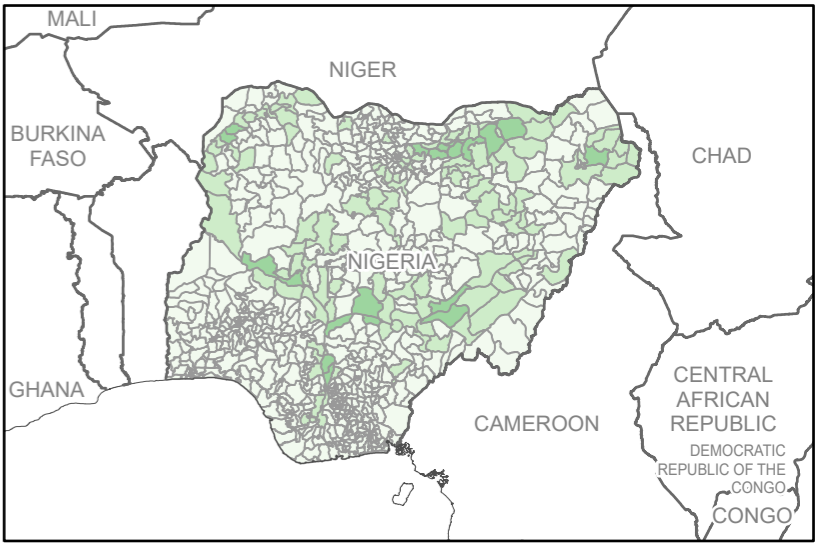 MALI
NIGER
BURKINA
FASO
CHAD
NIGERIA
GHANA
CAMEROON
CENTRAL
AFRICAN
REPUBLIC
DEMOCRATIC
REPUBLIC OF THE
CONGO
CONGO